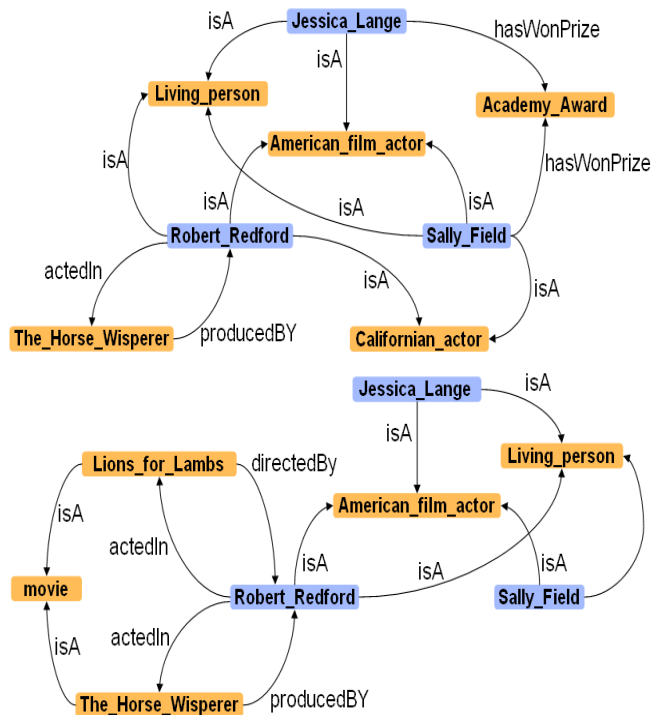 isA
Jessica_Lange
hasWonPrize
isA
Living_person
Academy_Award
American_film_actor
isA
hasWonPrize
isA
isA
isA
Robert_Redford
Sally_Field
actedIn
isA
isA
The_Horse_Wisperer
producedBY
Californian_actor
Jessica_Lange
isA
isA
Lions_for_Lambs
directedBy
Living_person
American_film_actor
isA
actedIn
isA
isA
isA
movie
Robert_Redford
Sally_Field
actedIn
isA
The_Horse_Wisperer
producedBY